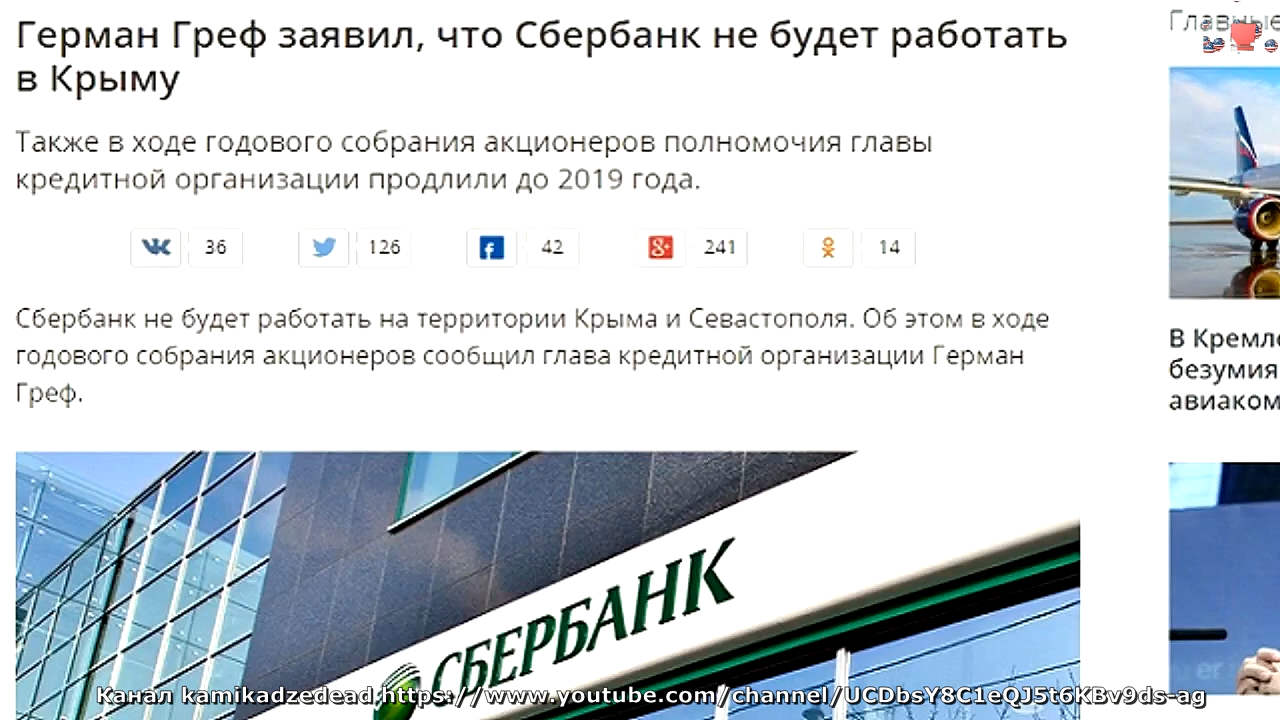 Герман Греф заявил, что Сбербанк не будет работать
в Крыму
Также в ходе годового собрания акционеров полномочия главы
кредитной организации продлили до 2019 года.
36 126 42 241 14
Сбербанк не будет работать на территории Крыма и Севастополя. Об этом в ходе
годового собрания акционеров сообщил глава кредитной организации Герман
Греф.
СБЕРБАНК
Главные
В Кремле
безумия
авиаком
Канал kamikadzedead,https://www.youtube.com/channel/UCDbsY8C1eQJ5t6KBv9ds-ag